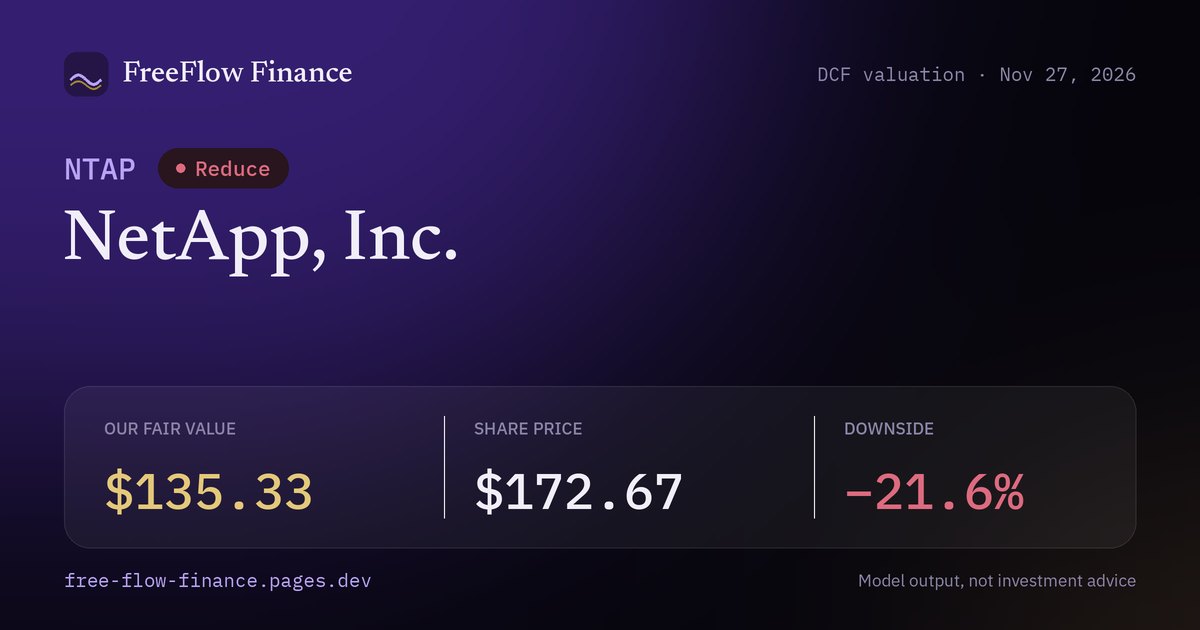 FreeFlow Finance
DCF valuation · Nov 27, 2026
NTAP
Reduce
NetApp, Inc.
OUR FAIR VALUE
$135.33
SHARE PRICE
$172.67
DOWNSIDE
−21.6%
free-flow-finance.pages.dev
Model output, not investment advice